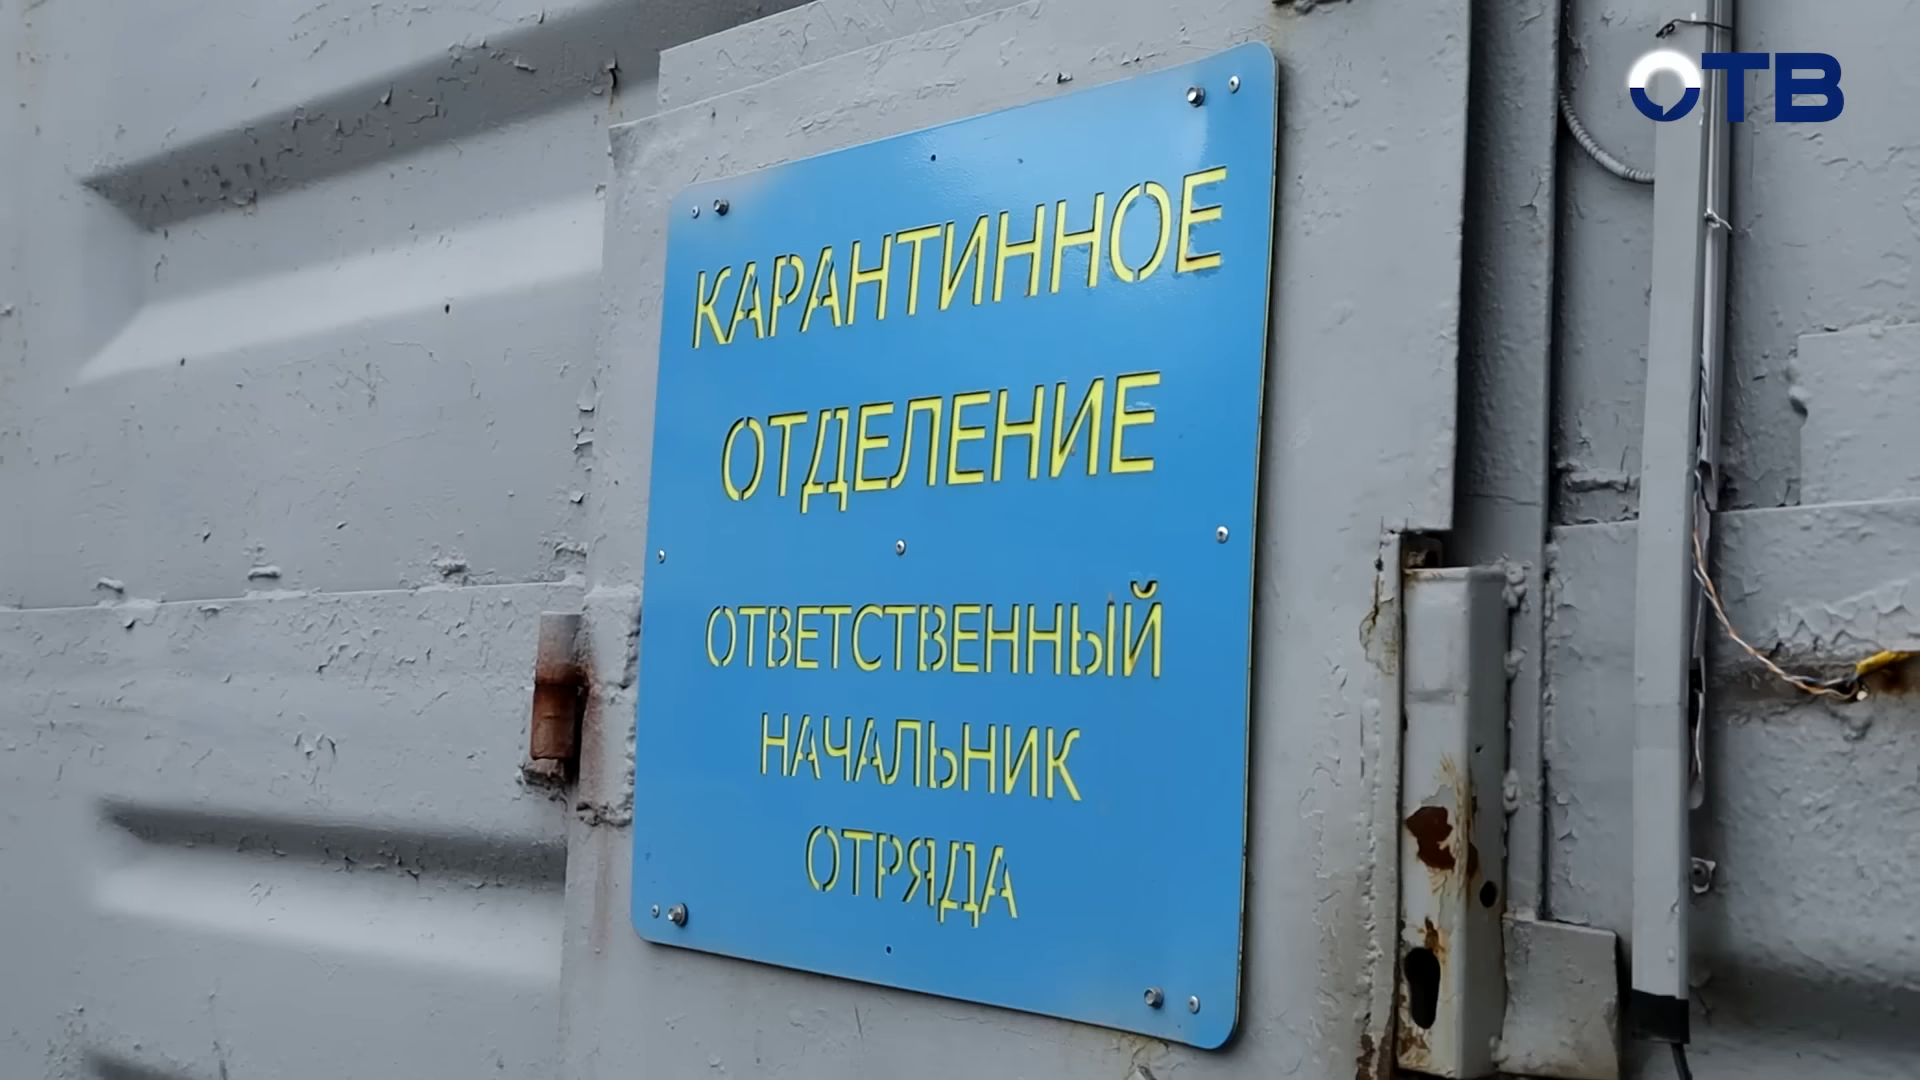 ОТВ
КАРАНТИННОЕ
ОТДЕЛЕНИЕ
ОТВЕТСТВЕННЫЙ
НАЧАЛЬНИК
ОТРЯДА